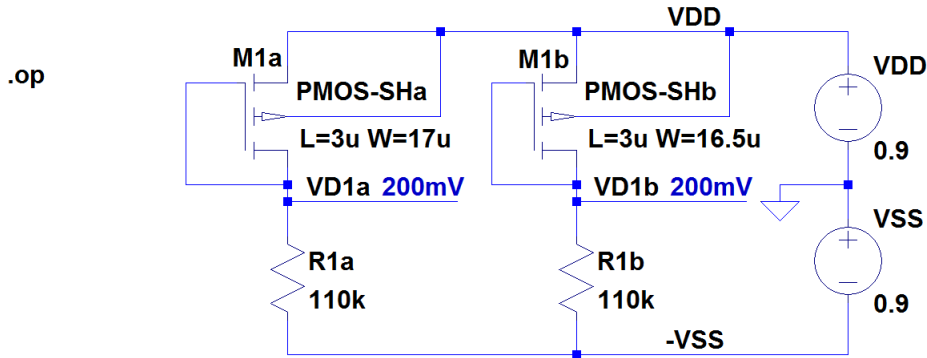 VDD
M1a
M1b
VDD
.op
PMOS-SHa
PMOS-SHb
L=3u W=17u
L=3u W=16.5u
0.9
VD1a 200mV
VD1b 200mV
VSS
R1a
R1b
110k
110k
0.9
-VSS